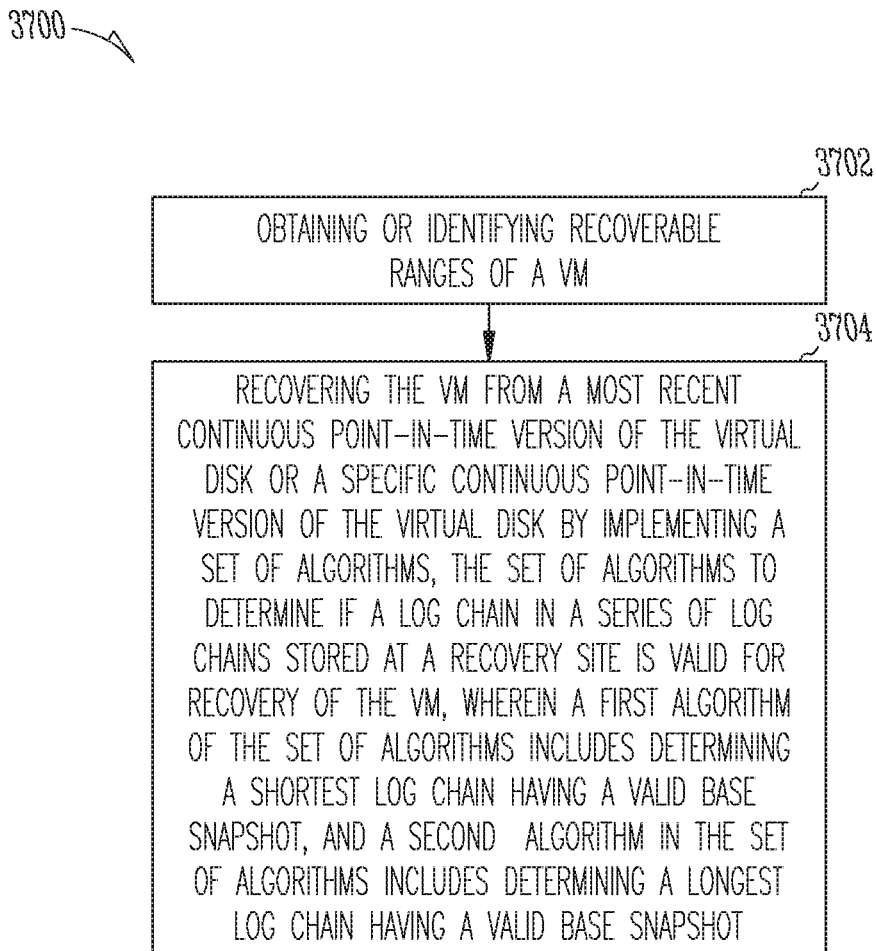 3700
3702
OBTAINING OR IDENTIFYING RECOVERABLE
RANGES OF A VM
3704
RECOVERING THE VM FROM A MOST RECENT
CONTINUOUS POINT-IN-TIME VERSION OF THE VIRTUAL
DISK OR A SPECIFIC CONTINUOUS POINT-IN-TIME
VERSION OF THE VIRTUAL DISK BY IMPLEMENTING A
SET OF ALGORITHMS, THE SET OF ALGORITHMS TO
DETERMINE IF A LOG CHAIN IN A SERIES OF LOG
CHAINS STORED AT A RECOVERY SITE IS VALID FOR
RECOVERY OF THE VM, WHEREIN A FIRST ALGORITHM
OF THE SET OF ALGORITHMS INCLUDES DETERMINING
A SHORTEST LOG CHAIN HAVING A VALID BASE
SNAPSHOT, AND A SECOND ALGORITHM IN THE SET
OF ALGORITHMS INCLUDES DETERMINING A LONGEST
LOG CHAIN HAVING A VALID BASE SNAPSHOT